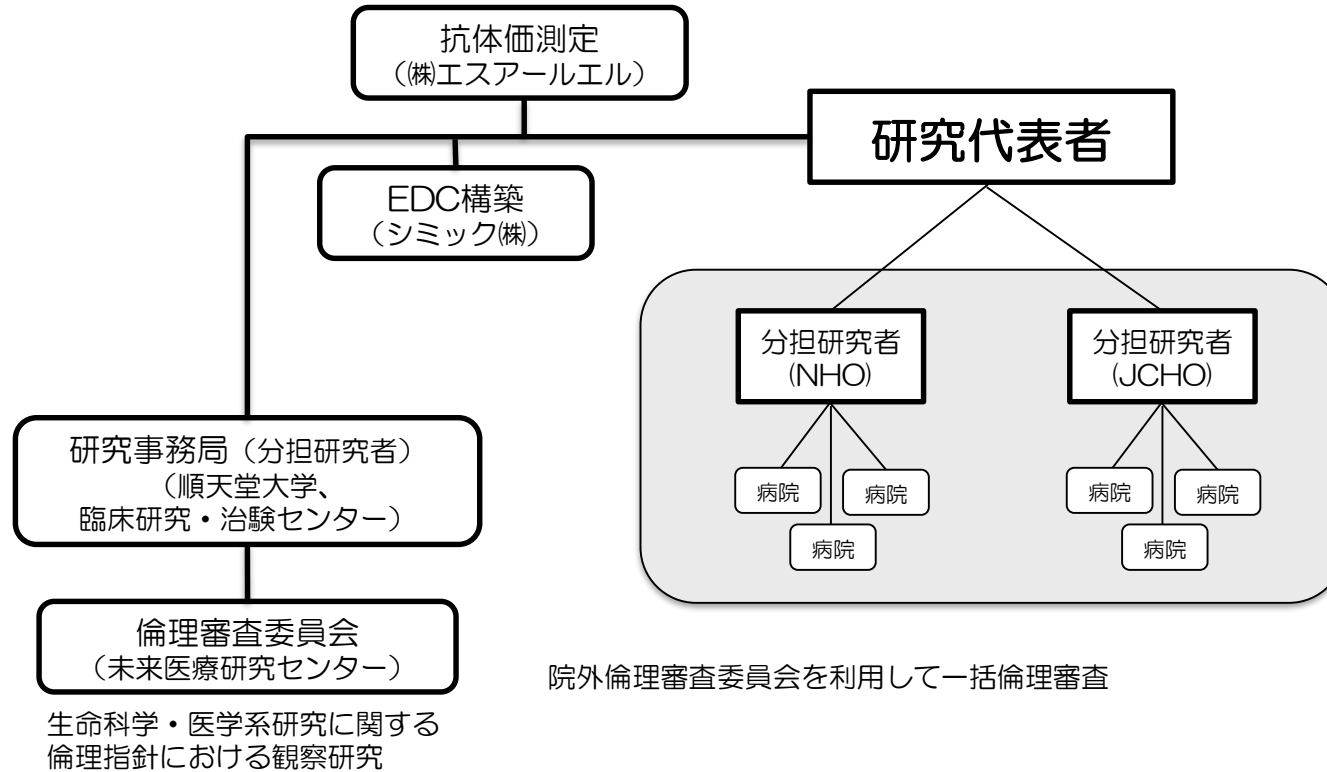 抗体価測定
（㈱エスアールエル）
研究代表者
EDC構築
（シミック㈱）
分担研究者
(NHO)
分担研究者
(JCHO)
病院
病院
病院
病院
病院
病院
研究事務局（分担研究者）
（順天堂大学、
臨床研究・治験センター）
倫理審査委員会
（未来医療研究センター）
院外倫理審査委員会を利用して一括倫理審査
生命科学・医学系研究に関する
倫理指針における観察研究